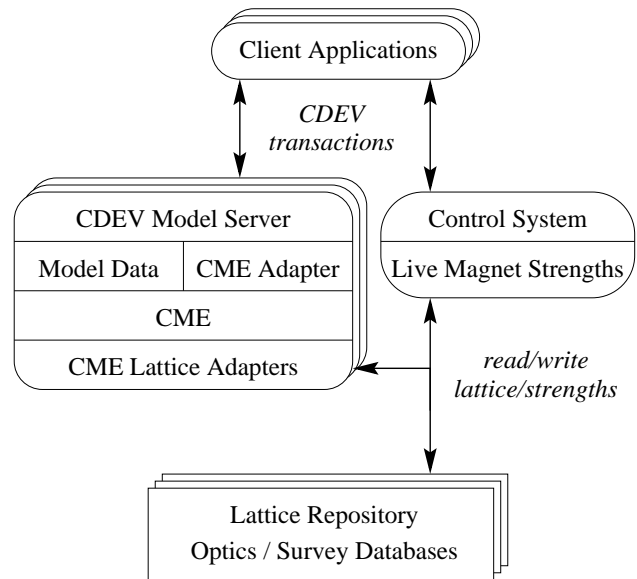 Client Applications
CDEV
transactions
CDEV Model Server
Model Data
CME Adapter
CME
CME Lattice Adapters
Control System
Live Magnet Strengths
read/write
lattice/strengths
Lattice Repository
Optics / Survey Databases